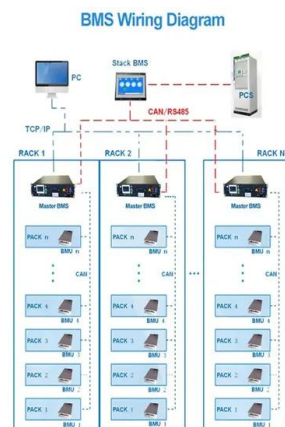 BMS Wiring Diagram
Stack BMS
PC
PCS
CAN/RS485
TCP/IP
RACK 1
RACK 2
RACK N
Master BMS
Master BMS
Master BMS
PACK n
PACK n
PACK n
BMU n
BMU n
BMU n
CAN
CAN
CAN
PACK 4
PACK 4
PACK 4
BMU 4
BMU 4
BMU 4
PACK 3
PACK 3
PACK 3
BMU 3
BMU 3
BMU 3
PACK 2
PACK 2
PACK 2
BMU 2
BMU 2
BMU 2
PACK 1
PACK 1
PACK 1
BMU 1
BMU 1
BMU 1